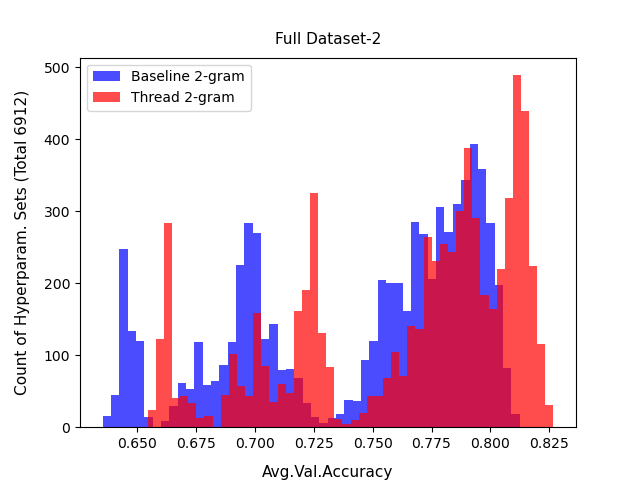 Full Dataset-2
Baseline 2-gram
Thread 2-gram
Count of Hyperparam. Sets (Total 6912)
500
400
300
200
100
0
0.650 0.675 0.700 0.725 0.750 0.775 0.800 0.825
Avg.Val.Accuracy